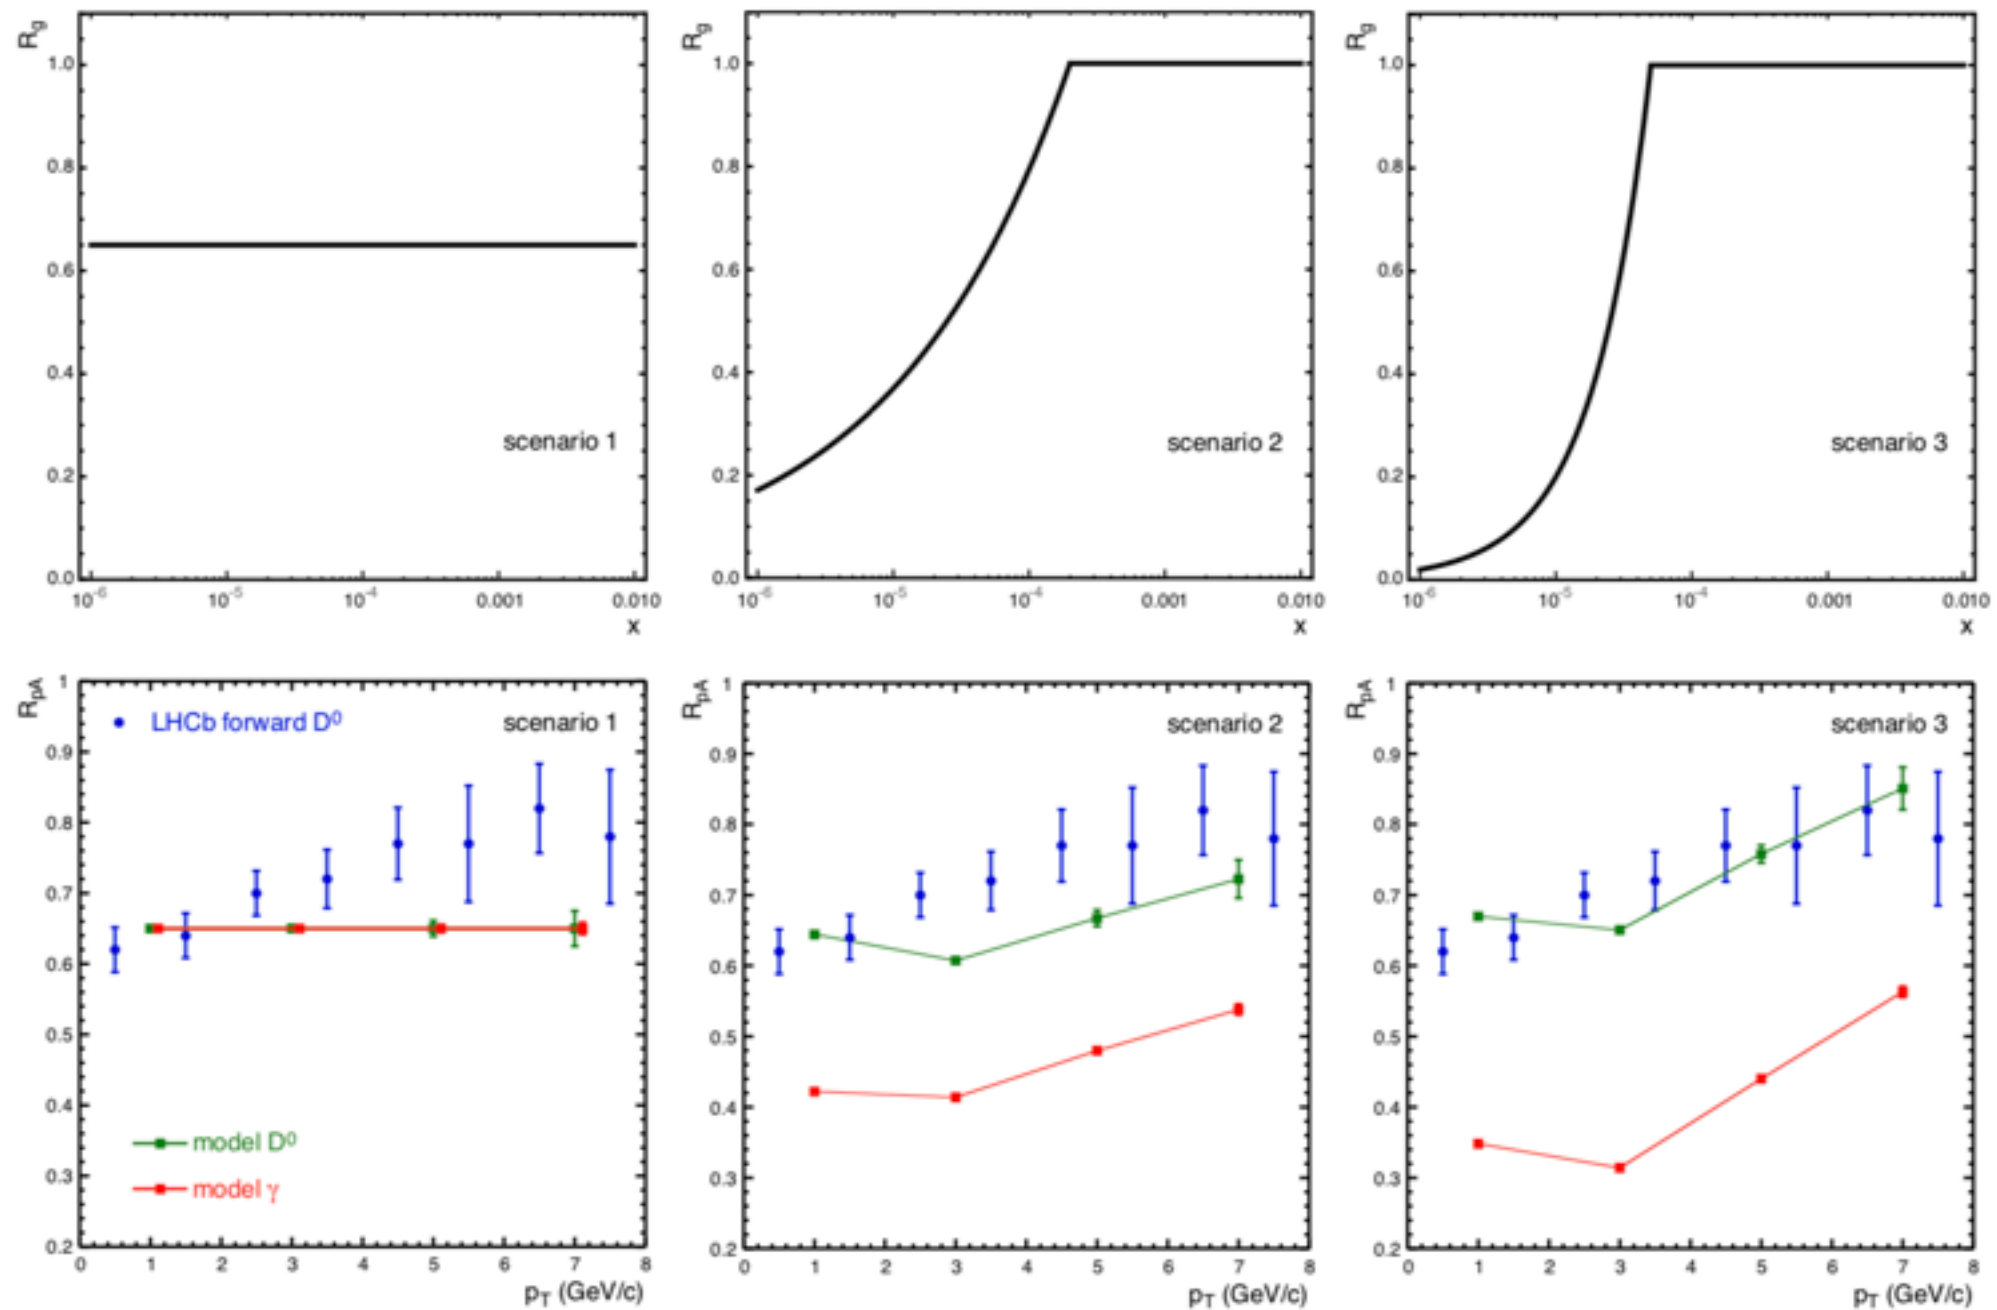 R_g
1.0
0.8
0.6
0.4
0.2
0.0
scenario 1
10^-6
10^-5
10^-4
0.001
0.010
x
R_g
1.0
0.8
0.6
0.4
0.2
0.0
scenario 2
10^-6
10^-5
10^-4
0.001
0.010
x
R_g
1.0
0.8
0.6
0.4
0.2
0.0
scenario 3
10^-6
10^-5
10^-4
0.001
0.010
x
R_pA
1
0.9
0.8
0.7
0.6
0.5
0.4
0.3
0.2
LHCb forward D^0
scenario 1
model D^0
model γ
0 1 2 3 4 5 6 7 8
p_T (GeV/c)
R_pA
1
0.9
0.8
0.7
0.6
0.5
0.4
0.3
0.2
scenario 2
0 1 2 3 4 5 6 7 8
p_T (GeV/c)
R_pA
1
0.9
0.8
0.7
0.6
0.5
0.4
0.3
0.2
scenario 3
0 1 2 3 4 5 6 7 8
p_T (GeV/c)